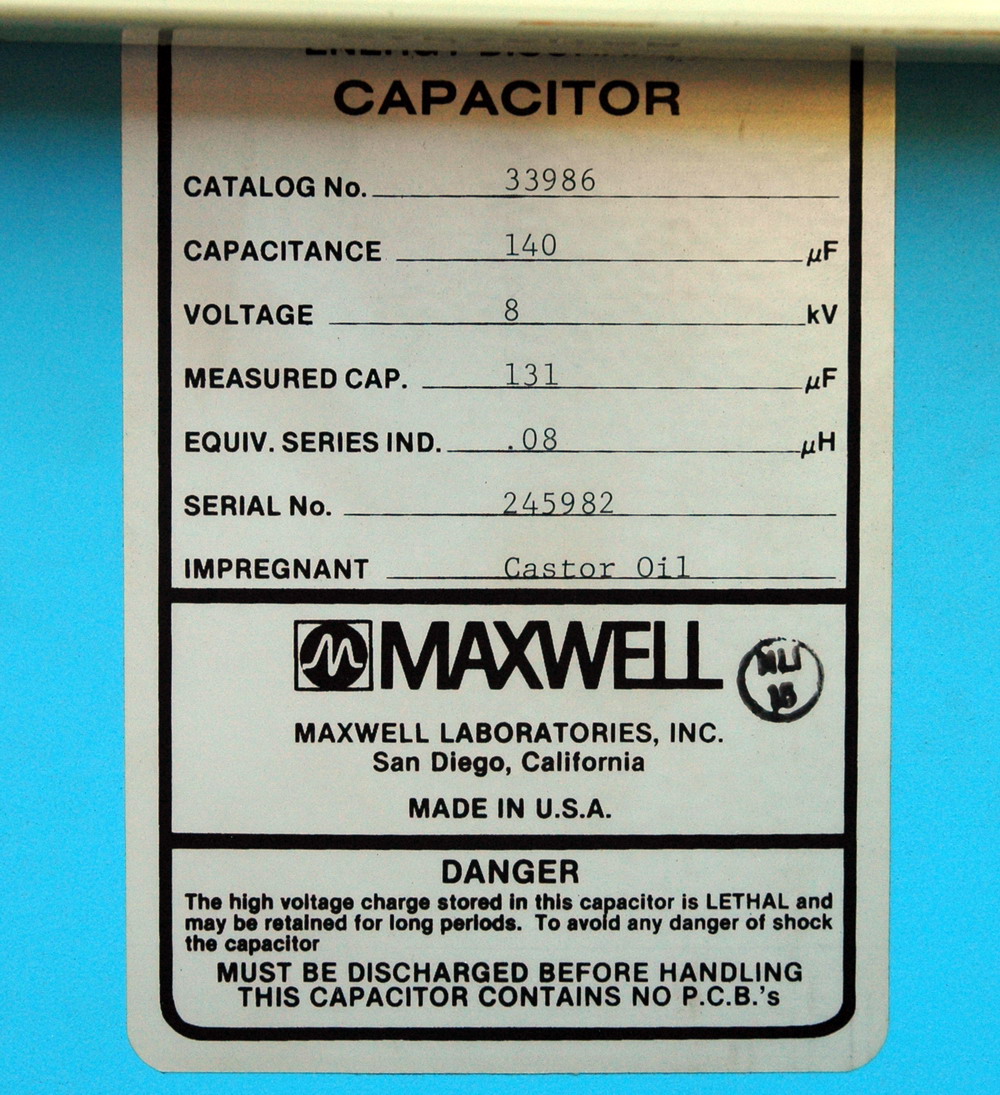 CAPACITOR
CATALOG No. 33986
CAPACITANCE 140 µF
VOLTAGE 8 kV
MEASURED CAP. 131 µF
EQUIV. SERIES IND. .08 µH
SERIAL No. 245982
IMPREGNANT Castor Oil
MAXWELL
MAXWELL LABORATORIES, INC.
San Diego, California
MADE IN U.S.A.
DANGER
The high voltage charge stored in this capacitor is LETHAL and
may be retained for long periods. To avoid any danger of shock
the capacitor
MUST BE DISCHARGED BEFORE HANDLING
THIS CAPACITOR CONTAINS NO P.C.B.'s